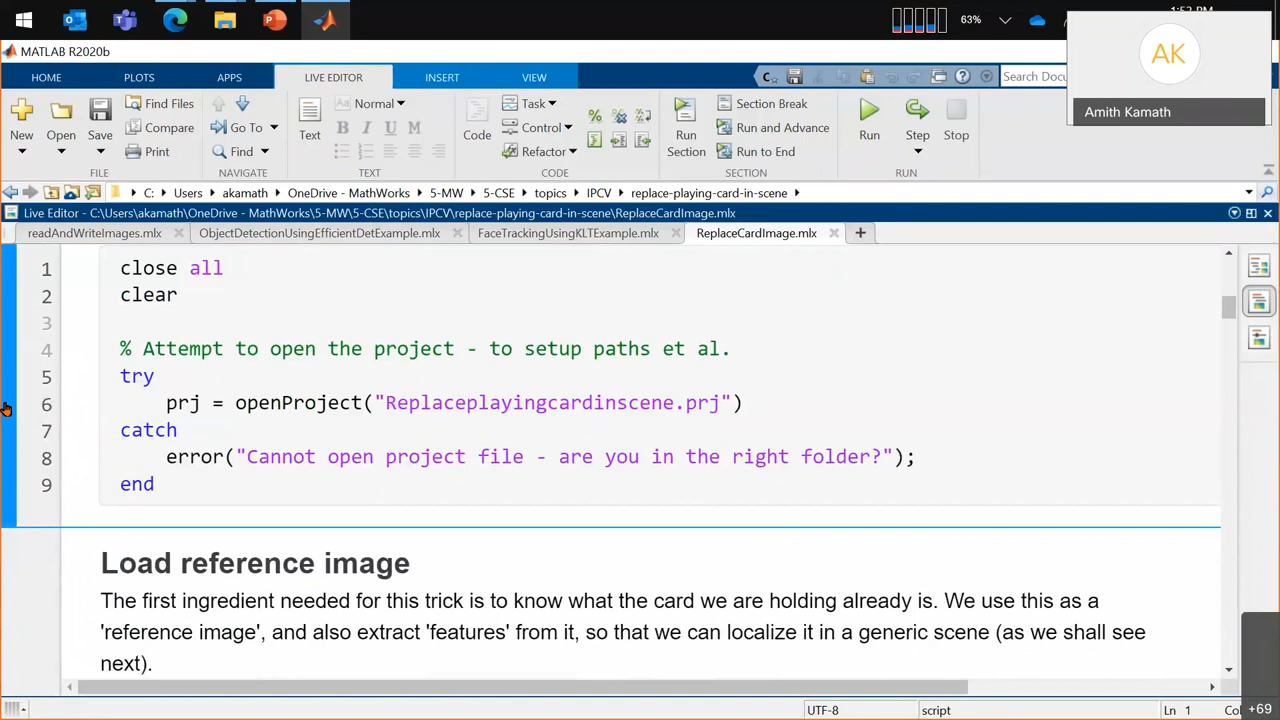 63%
AK
Amith Kamath
MATLAB R2020b
HOME PLOTS APPS LIVE EDITOR INSERT VIEW
Search Docu
New Open Save
Find Files
Compare
Print
FILE
Go To
Find
NAVIGATE
Text
Aa Normal
B I U M
TEXT
Code
Task
Control
Refactor
CODE
Run Section
Section Break
Run and Advance
Run to End
SECTION
Run Step Stop
RUN
C: Users akamath OneDrive - MathWorks 5-MW 5-CSE topics IPCV replace-playing-card-in-scene
Live Editor - C:\Users\akamath\OneDrive - MathWorks\5-MW\5-CSE\topics\IPCV\replace-playing-card-in-scene\ReplaceCardImage.mlx
readAndWriteImages.mlx ObjectDetectionUsingEfficientDetExample.mlx FaceTrackingUsingKLTExample.mlx ReplaceCardImage.mlx
1 close all
2 clear
3
4 % Attempt to open the project - to setup paths et al.
5 try
6 prj = openProject("Replaceplayingcardinscene.prj")
7 catch
8 error("Cannot open project file - are you in the right folder?");
9 end
Load reference image
The first ingredient needed for this trick is to know what the card we are holding already is. We use this as a
'reference image', and also extract 'features' from it, so that we can localize it in a generic scene (as we shall see
next).
UTF-8 script Ln 1 Co
+69